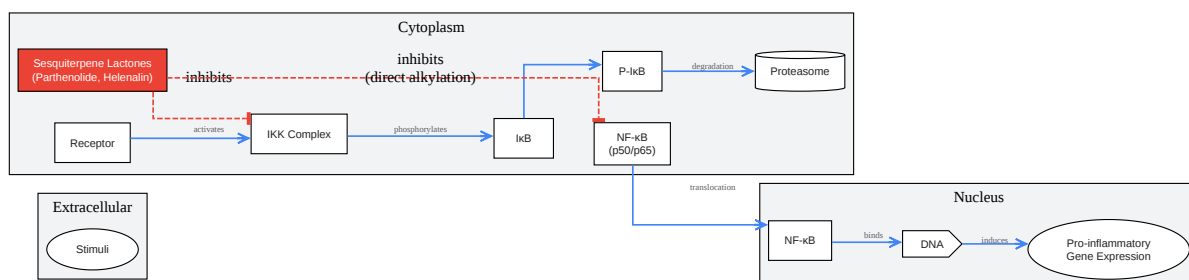 Cytoplasm
Sesquiterpene Lactones
(Parthenolide, Helenalin)
inhibits
inhibits
(direct alkylation)
P-IκB
degradation
Proteasome
Receptor
activates
IKK Complex
phosphorylates
IκB
NF-κB
(p50/p65)
translocation
Extracellular
Stimuli
Nucleus
NF-κB
binds
DNA
induces
Pro-inflammatory
Gene Expression